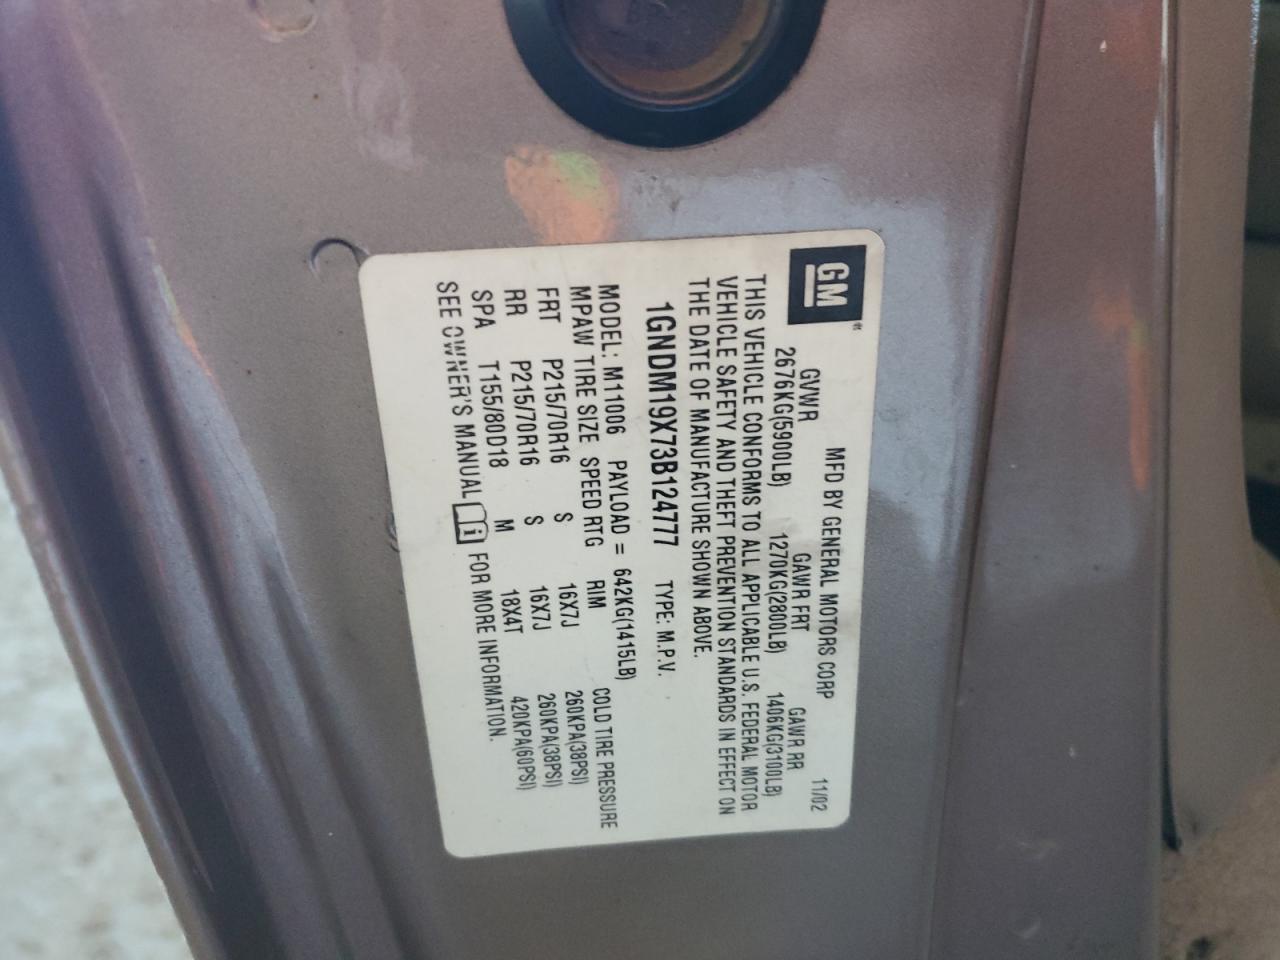 GM
MFD BY GENERAL MOTORS CORP 11/02
GVWR GAWR FRT GAWR RR
2676KG(5900LB) 1270KG(2800LB) 1406KG(3100LB)
THIS VEHICLE CONFORMS TO ALL APPLICABLE U.S. FEDERAL MOTOR
VEHICLE SAFETY AND THEFT PREVENTION STANDARDS IN EFFECT ON
THE DATE OF MANUFACTURE SHOWN ABOVE.
1GNDM19X73B124777 TYPE: M.P.V.
MODEL: M11006 PAYLOAD = 642KG(1415LB)
MPAW TIRE SIZE SPEED RTG RIM COLD TIRE PRESSURE
FRT P215/70R16 S 16X7J 260KPA(38PSI)
RR P215/70R16 S 16X7J 260KPA(38PSI)
SPA T155/80D18 M 18X4T 420KPA(60PSI)
SEE OWNER'S MANUAL i FOR MORE INFORMATION.